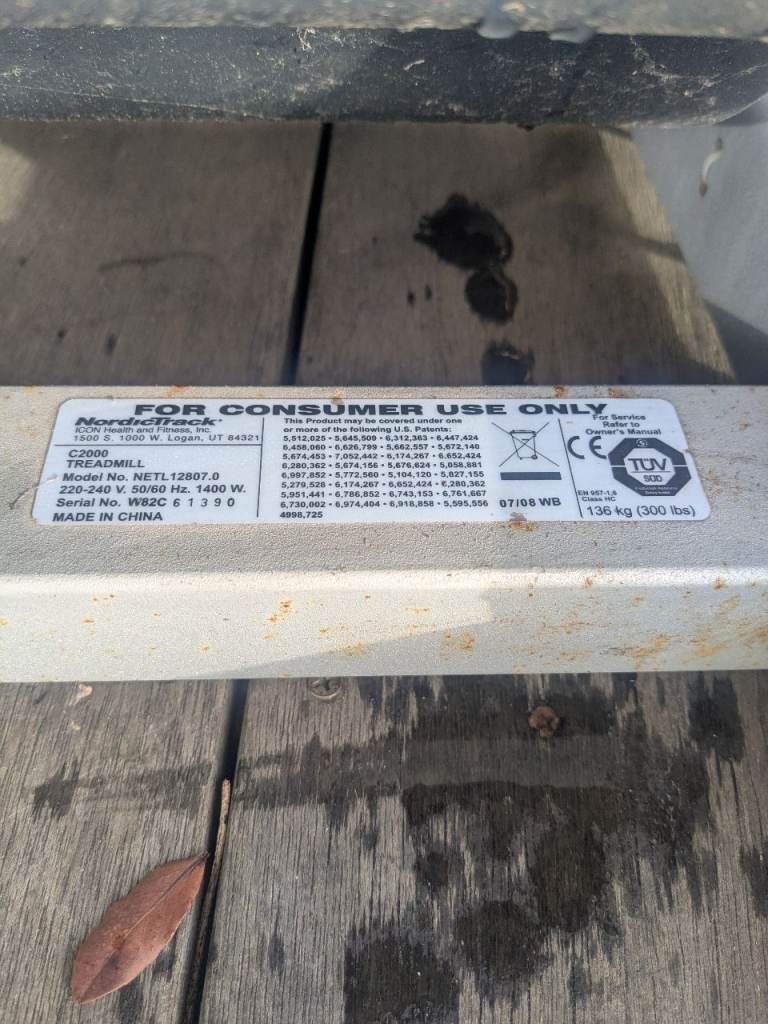 FOR CONSUMER USE ONLY
NordicTrack
ICON Health and Fitness, Inc.
1500 S. 1000 W. Logan, UT 84321
C2000
TREADMILL
Model No. NETL12807.0
220-240 V. 50/60 Hz. 1400 W.
Serial No. W82C 61390
MADE IN CHINA
This Product may be covered under one
or more of the following U.S. Patents:
5,512,025 • 5,645,509 • 6,312,363 • 6,447,424
6,458,060 • 6,626,799 • 5,662,557 • 5,672,140
5,674,453 • 7,052,442 • 6,174,267 • 6,652,424
6,280,362 • 5,674,156 • 5,676,624 • 5,058,881
6,997,852 • 5,772,560 • 5,104,120 • 5,827,155
5,279,528 • 6,174,267 • 6,652,424 • 6,280,362
5,951,441 • 6,786,852 • 6,743,153 • 6,761,667
6,730,002 • 6,974,404 • 6,918,858 • 5,595,556
4998,725
07/08 WB
For Service
Refer to
Owner's Manual
CE
S
TÜV
SÜD
EN 957-1,6
Class HC
136 kg (300 lbs)